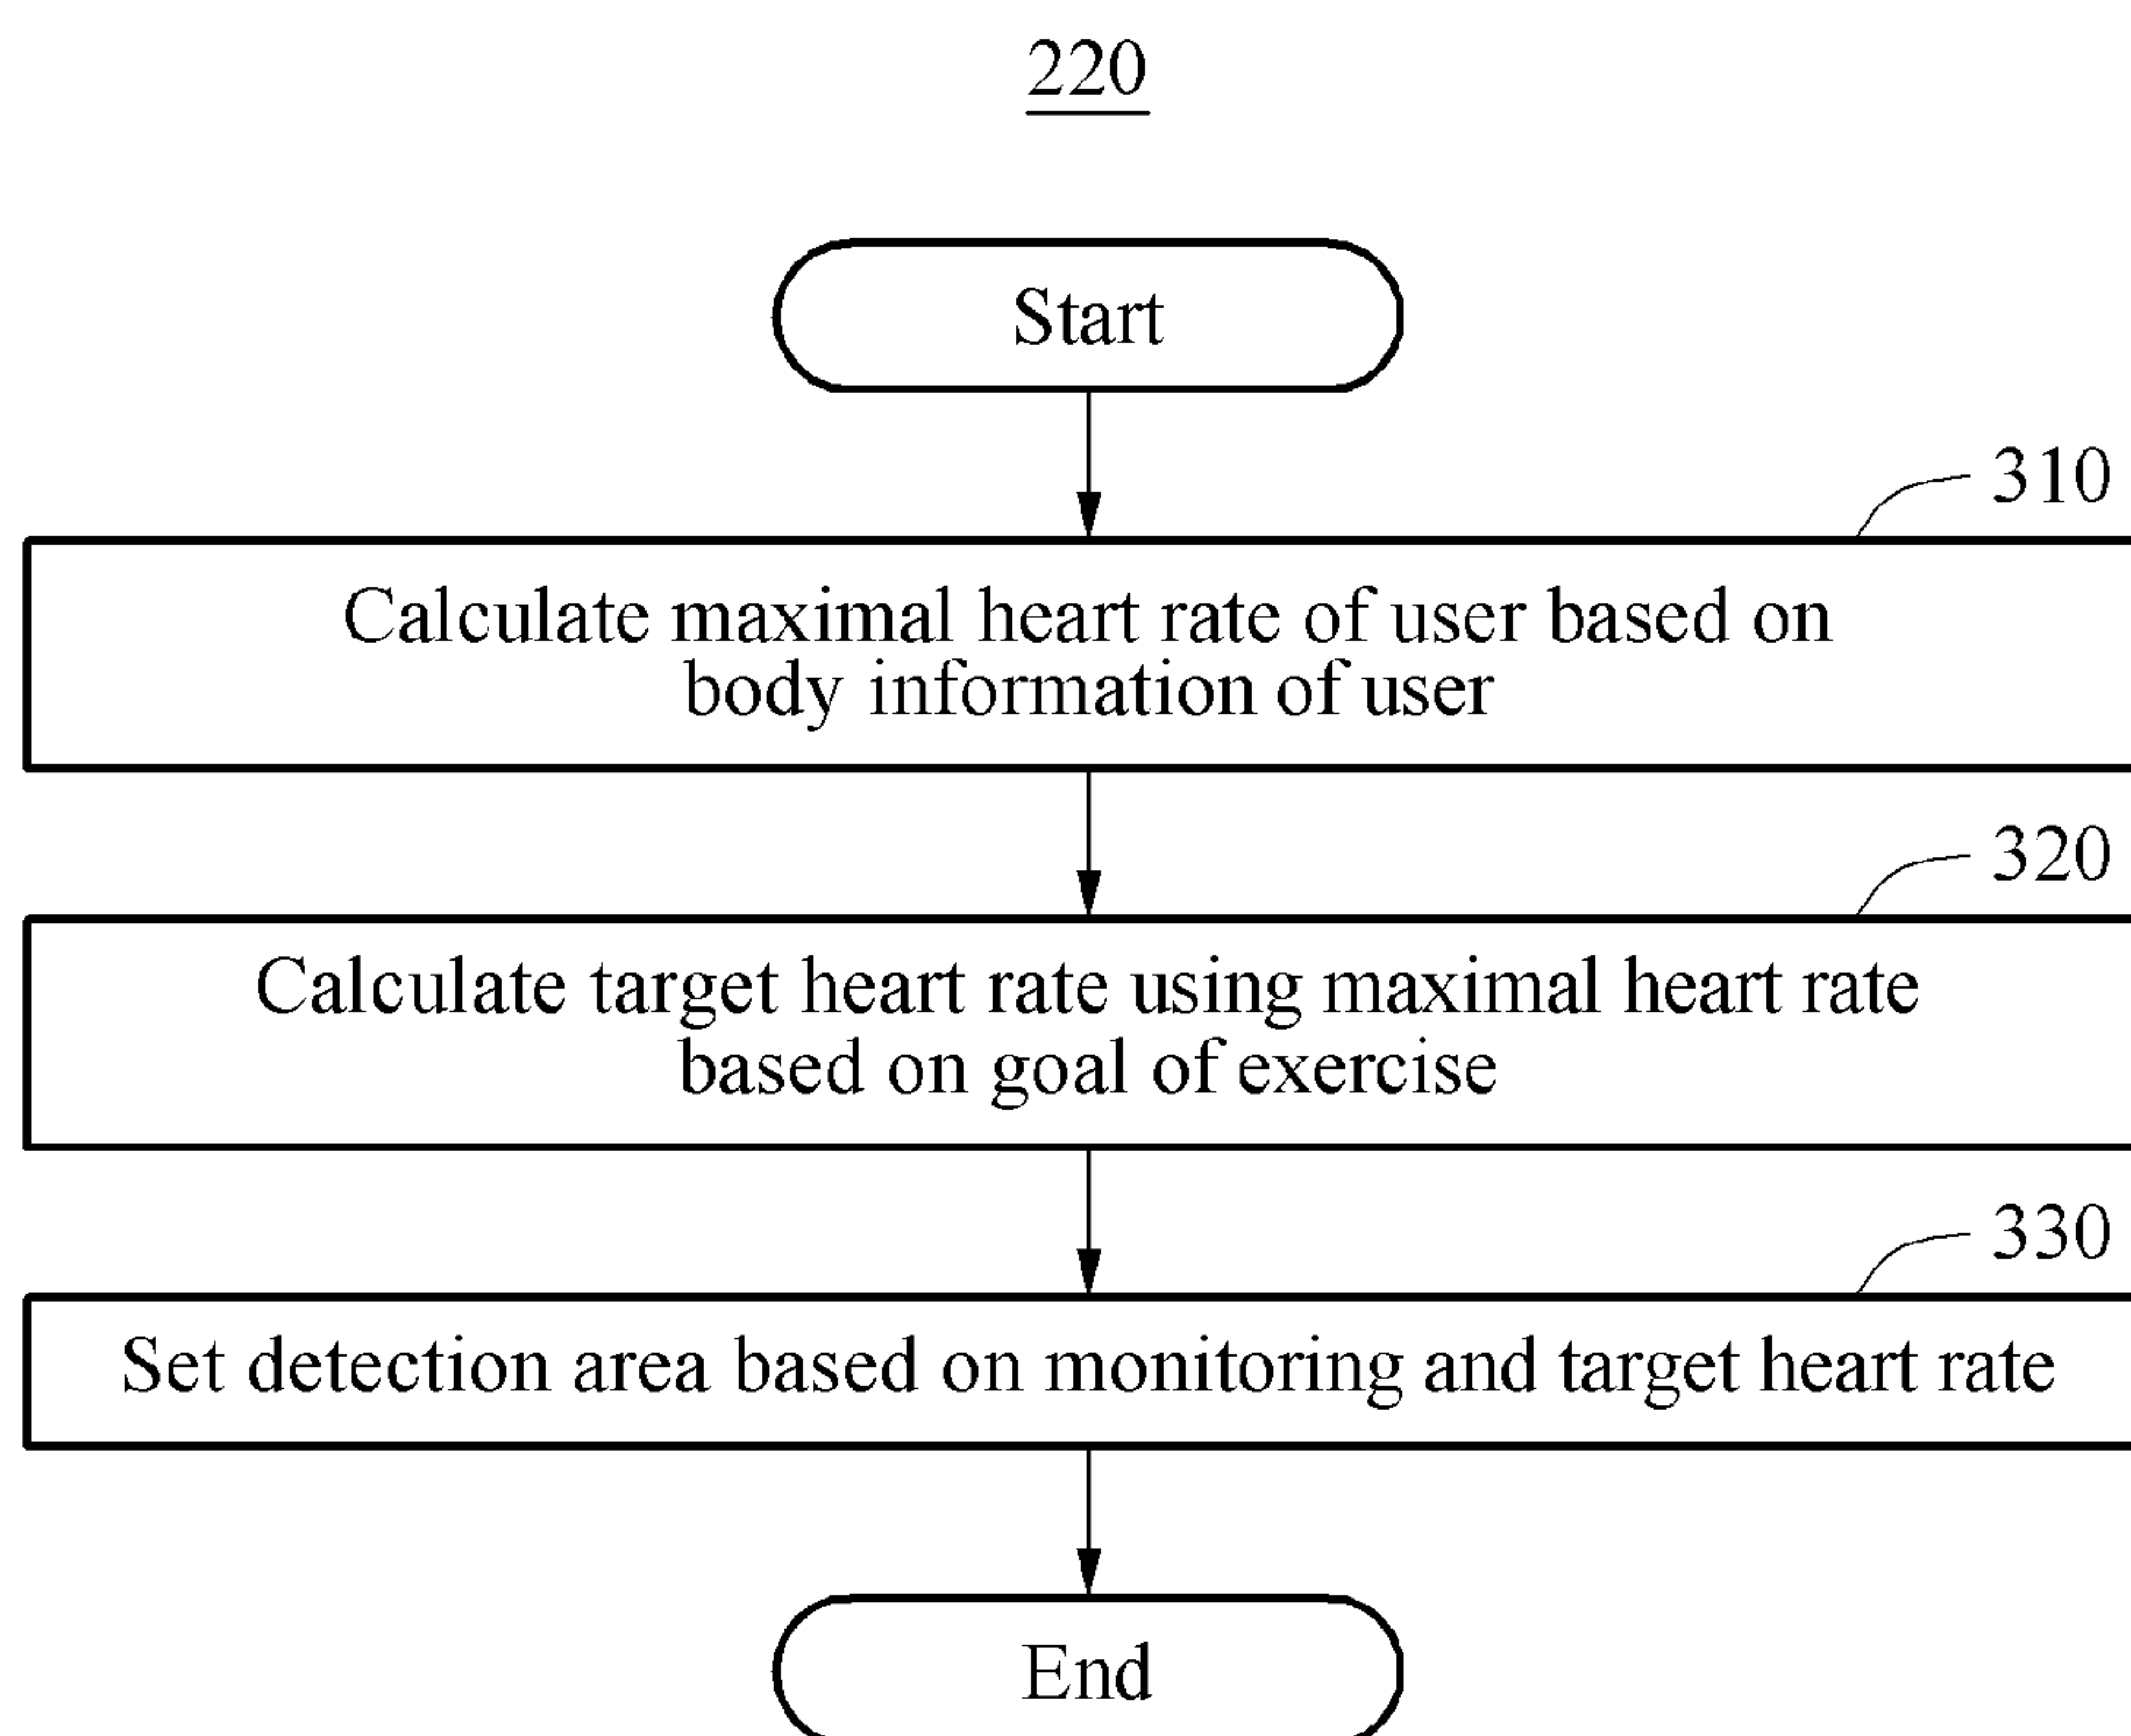 220
Start
310
Calculate maximal heart rate of user based on
body information of user
320
Calculate target heart rate using maximal heart rate
based on goal of exercise
330
Set detection area based on monitoring and target heart rate
End